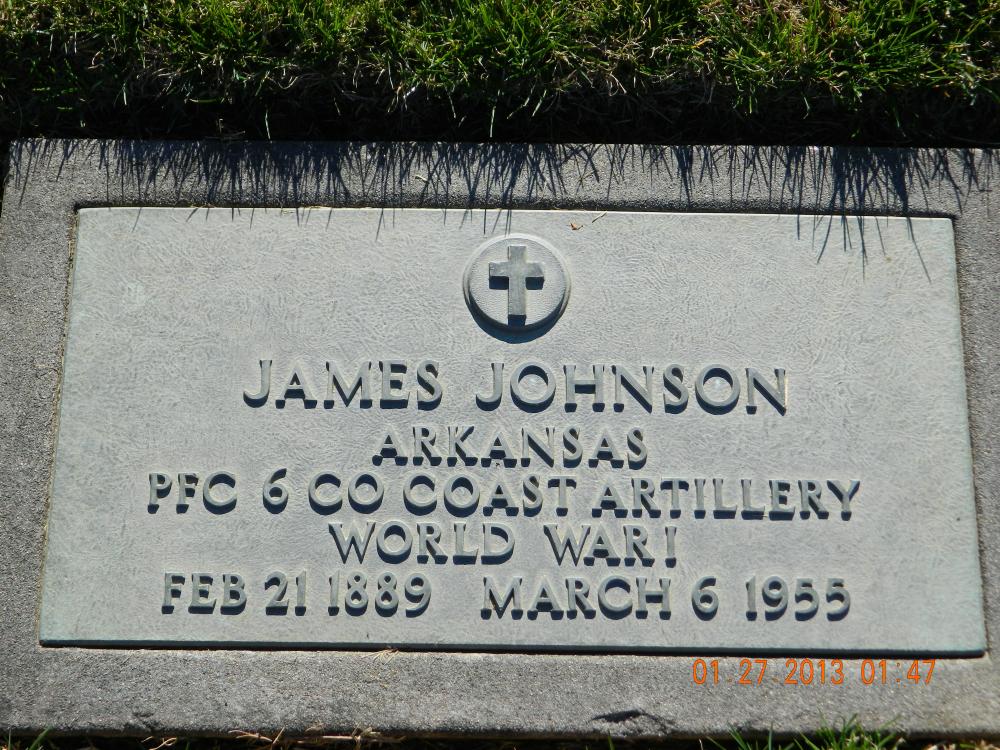 JAMES JOHNSON
ARKANSAS
PFC 6 CO COAST ARTILLERY
WORLD WAR I
FEB 21 1889 MARCH 6 1955
01.27.2013 01:47